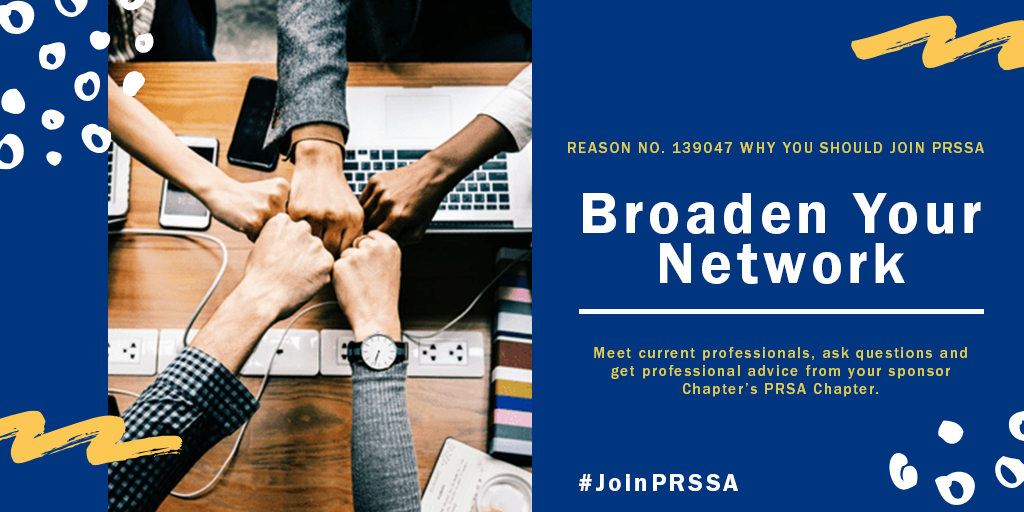 REASON NO. 139047 WHY YOU SHOULD JOIN PRSSA
Broaden Your
Network
Meet current professionals, ask questions and
get professional advice from your sponsor
Chapter's PRSA Chapter.
#JoinPRSSA